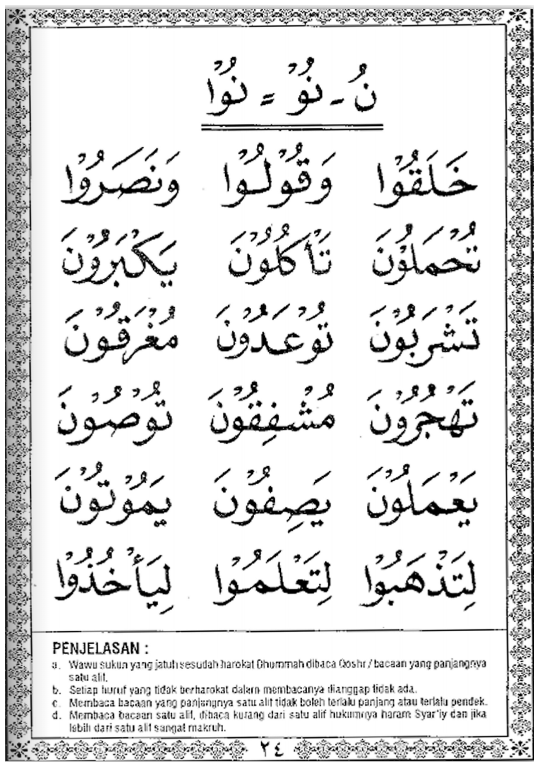 نُ - نُوْ = نُوْا
خَلَقُوْا وَقُوْلُوْا وَنَصَرُوْا
تُحْمَلُوْنَ تَأْكُلُوْنَ يَكْبَرُوْنَ
تَشْرَبُوْنَ تُوْعَدُوْنَ مُغْرَقُوْنَ
تَهْجُرُوْنَ مُشْفِقُوْنَ تُوْصُوْنَ
يَعْمَلُوْنَ يَصِفُوْنَ يَمُوْتُوْنَ
لِتَذْهَبُوْا لِتَعْلَمُوْا لِيَأْخُذُوْا
PENJELASAN :
a. Wawu sukun yang jatuh sesudah harokat Dhummah dibaca Qoshr / bacaan yang panjangnya
satu alif.
b. Setiap huruf yang tidak berharokat dalam membacanya dianggap tidak ada.
c. Membaca bacaan yang panjangnya satu alif tidak boleh terlalu panjang atau terlalu pendek.
d. Membaca bacaan satu alif, dibaca kurang dari satu alif hukumnya haram Syar'iy dan jika
lebih dari satu alif sangat makruh.
٢٤